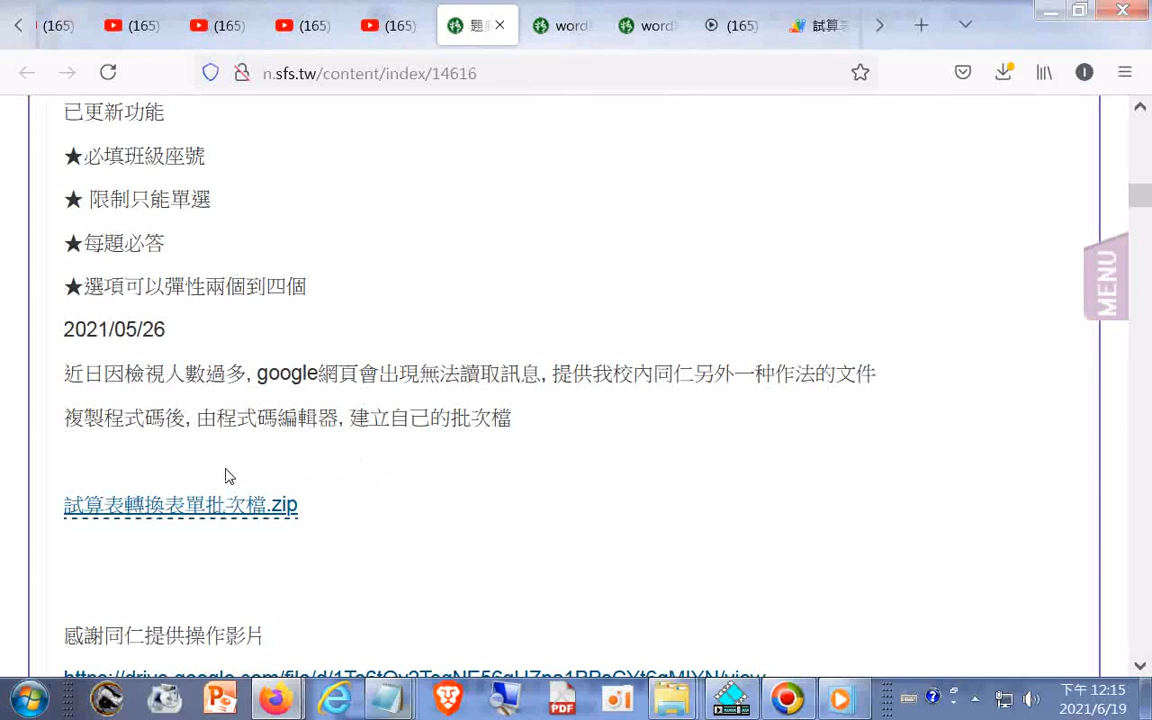 (165)
(165)
(165)
(165)
(165)
題
word
word
(165)
試算
n.sfs.tw/content/index/14616
已更新功能
★必填班級座號
★ 限制只能單選
★每題必答
★選項可以彈性兩個到四個
2021/05/26
近日因檢視人數過多, google網頁會出現無法讀取訊息, 提供我校內同仁另外一种作法的文件
複製程式碼後, 由程式碼編輯器, 建立自己的批次檔
試算表轉換表單批次檔.zip
感謝同仁提供操作影片
MENU
PDF
下午 12:15
2021/6/19